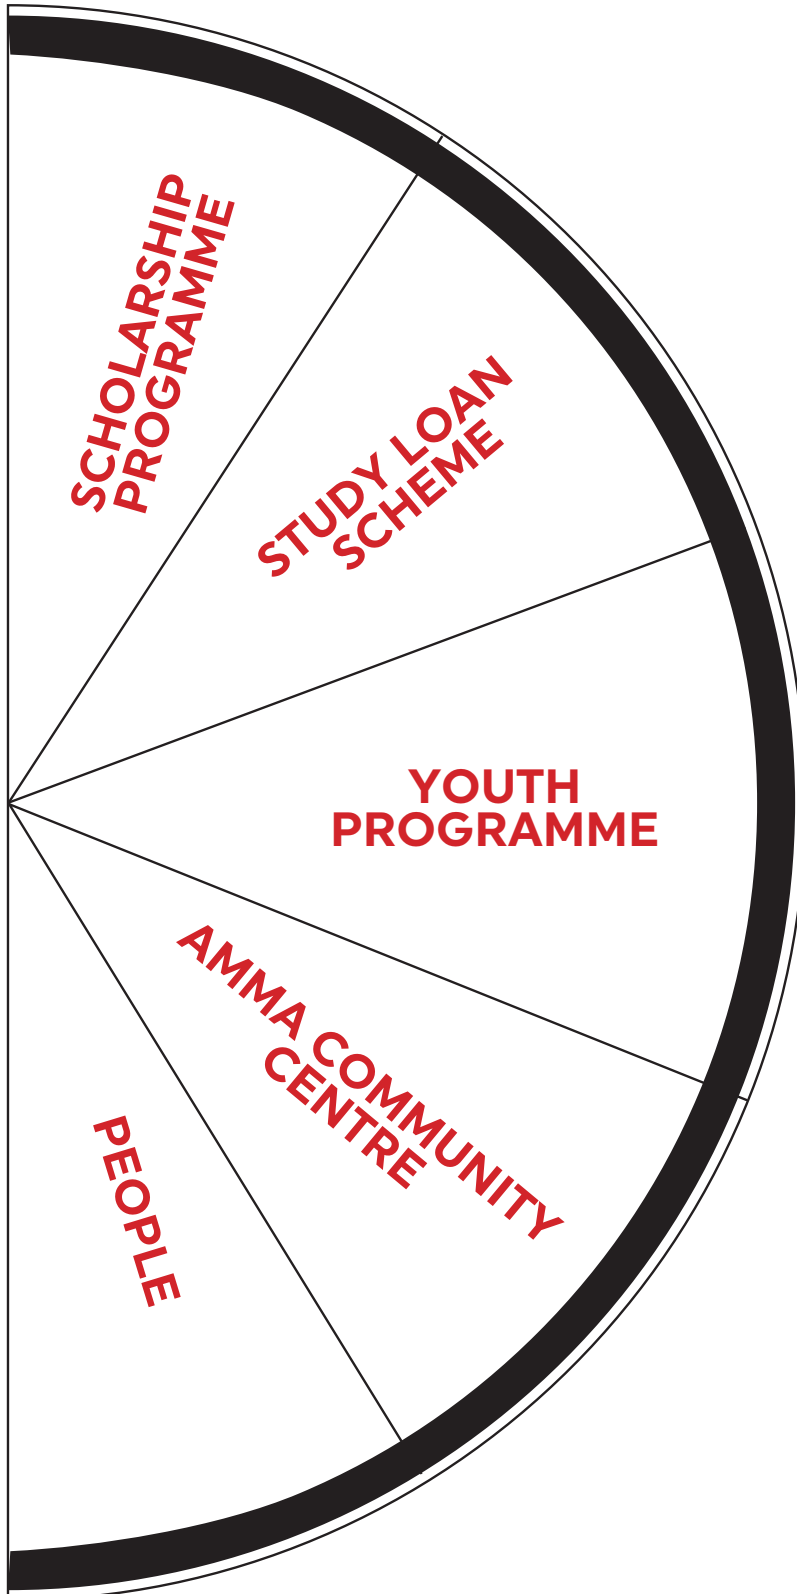 SCHOLARSHIP
PROGRAMME
STUDY LOAN
SCHEME
YOUTH
PROGRAMME
AMMA COMMUNITY
CENTRE
PEOPLE